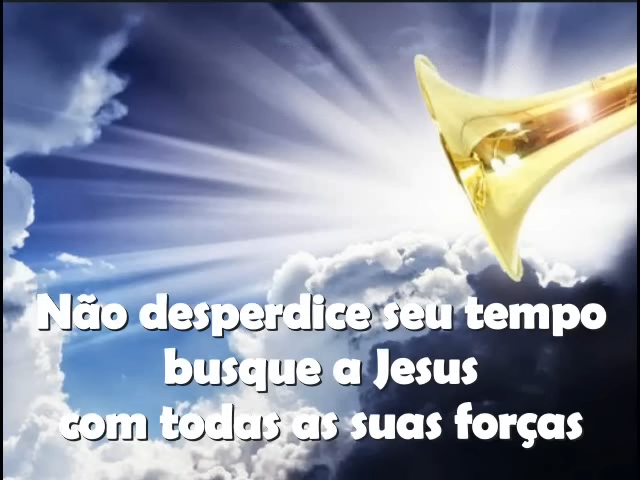 Não desperdice seu tempo
busque a Jesus
com todas as suas forças